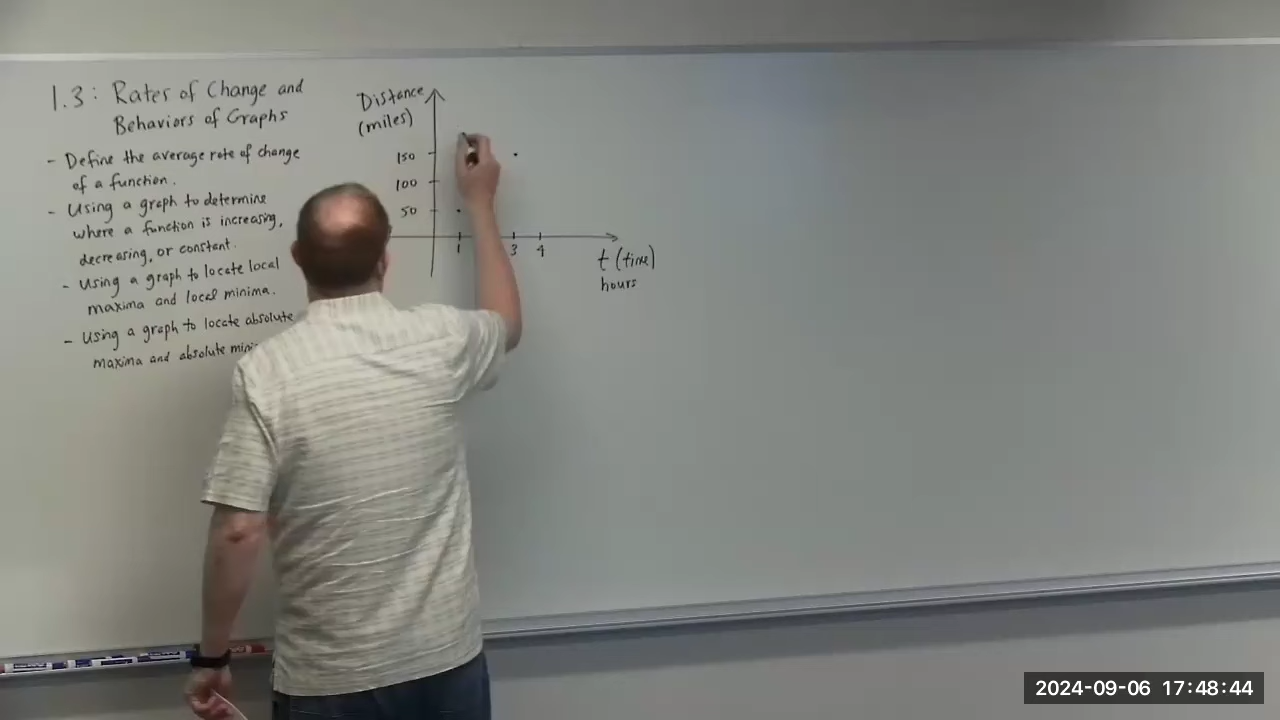 1.3: Rates of Change and
Behaviors of Graphs
- Define the average rate of change
of a function.
- Using a graph to determine
where a function is increasing,
decreasing, or constant.
- Using a graph to locate local
maxima and local minima.
- Using a graph to locate absolute
maxima and absolute
Distance
(miles)
150
100
50
1
3
4
t (time)
hours
2024-09-06 17:48:44